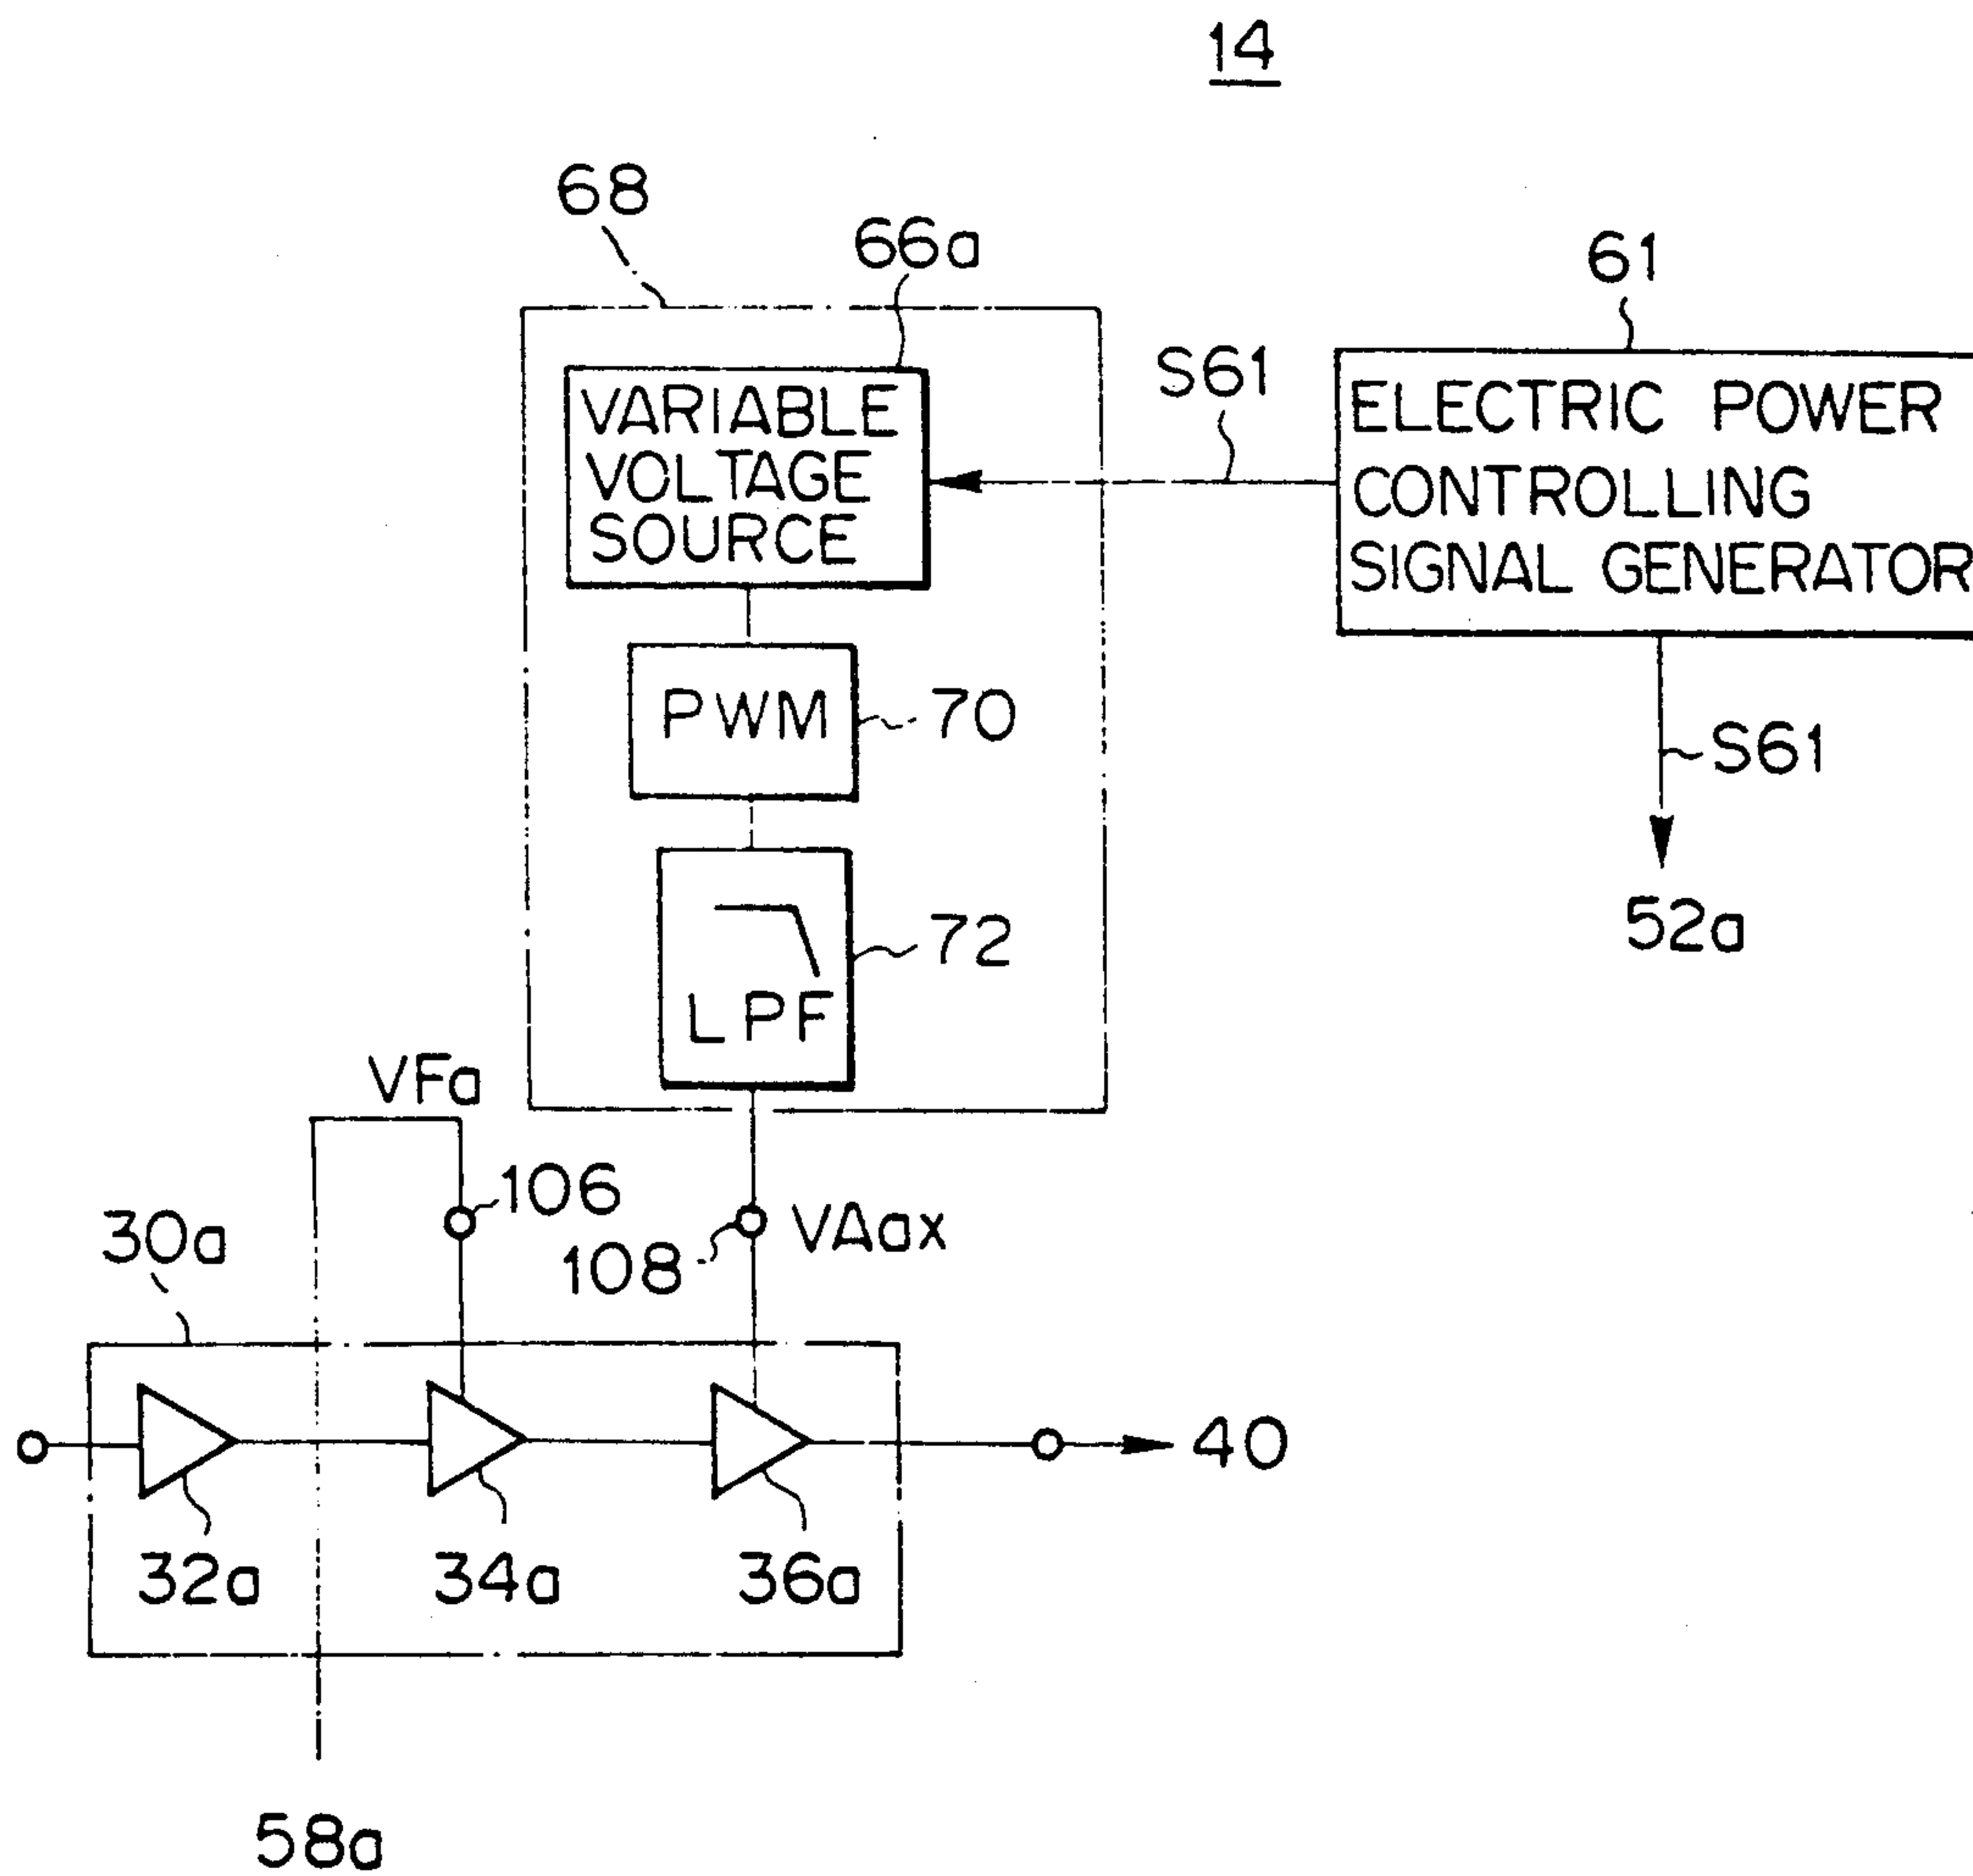 14
68
66a
61
S61
VARIABLE
VOLTAGE
SOURCE
ELECTRIC POWER
CONTROLLING
SIGNAL GENERATOR
PWM
70
S61
72
LPF
52a
VFa
106
30a
108
VAax
40
32a
34a
36a
58a